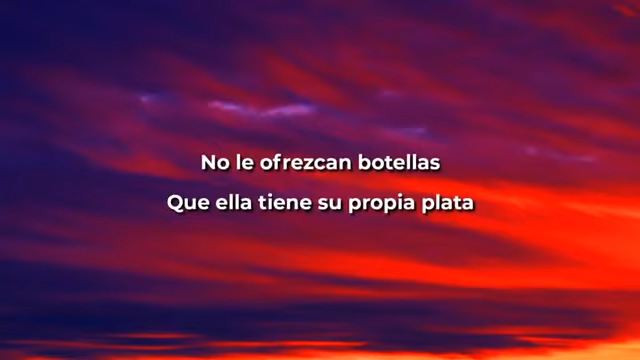 No le ofrezcan botellas
Que ella tiene su propia plata